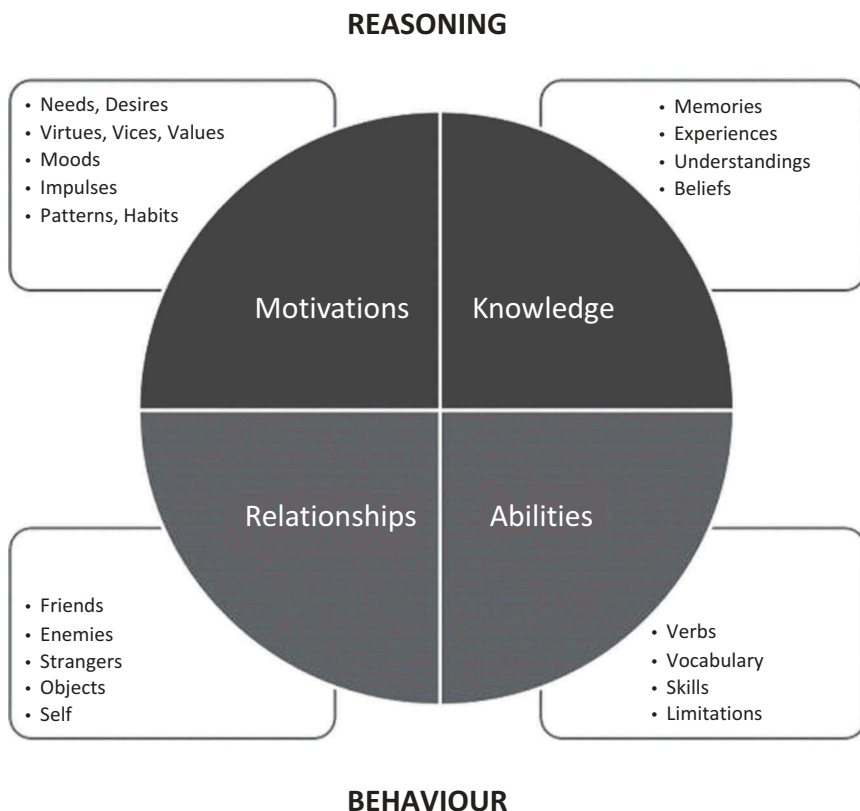 REASONING
• Needs, Desires
• Virtues, Vices, Values
• Moods
• Impulses
• Patterns, Habits
• Memories
• Experiences
• Understandings
• Beliefs
Motivations
Knowledge
Relationships
Abilities
• Friends
• Enemies
• Strangers
• Objects
• Self
• Verbs
• Vocabulary
• Skills
• Limitations
BEHAVIOUR